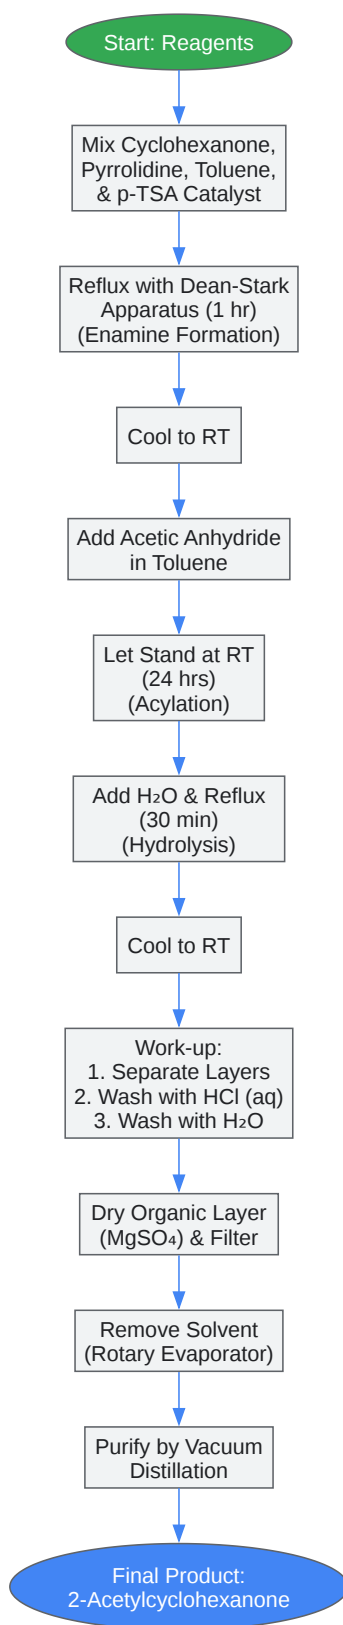 Start: Reagents
Mix Cyclohexanone,
Pyrrolidine, Toluene,
& p-TSA Catalyst
Reflux with Dean-Stark
Apparatus (1 hr)
(Enamine Formation)
Cool to RT
Add Acetic Anhydride
in Toluene
Let Stand at RT
(24 hrs)
(Acylation)
Add H₂O & Reflux
(30 min)
(Hydrolysis)
Cool to RT
Work-up:
1. Separate Layers
2. Wash with HCl (aq)
3. Wash with H₂O
Dry Organic Layer
(MgSO₄) & Filter
Remove Solvent
(Rotary Evaporator)
Purify by Vacuum
Distillation
Final Product:
2-Acetylcyclohexanone